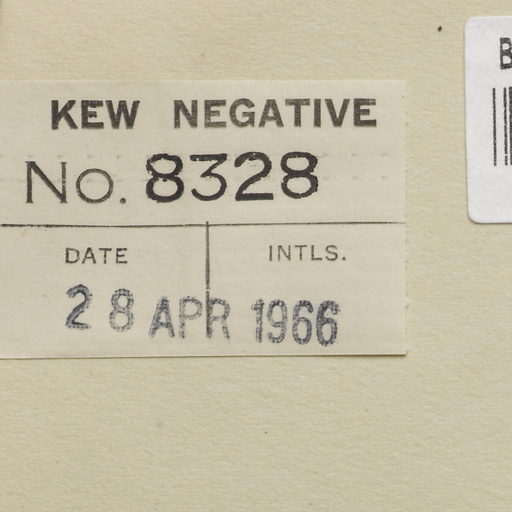 KEW NEGATIVE
No. 8328
DATE INTLS.
28 APR 1966
B